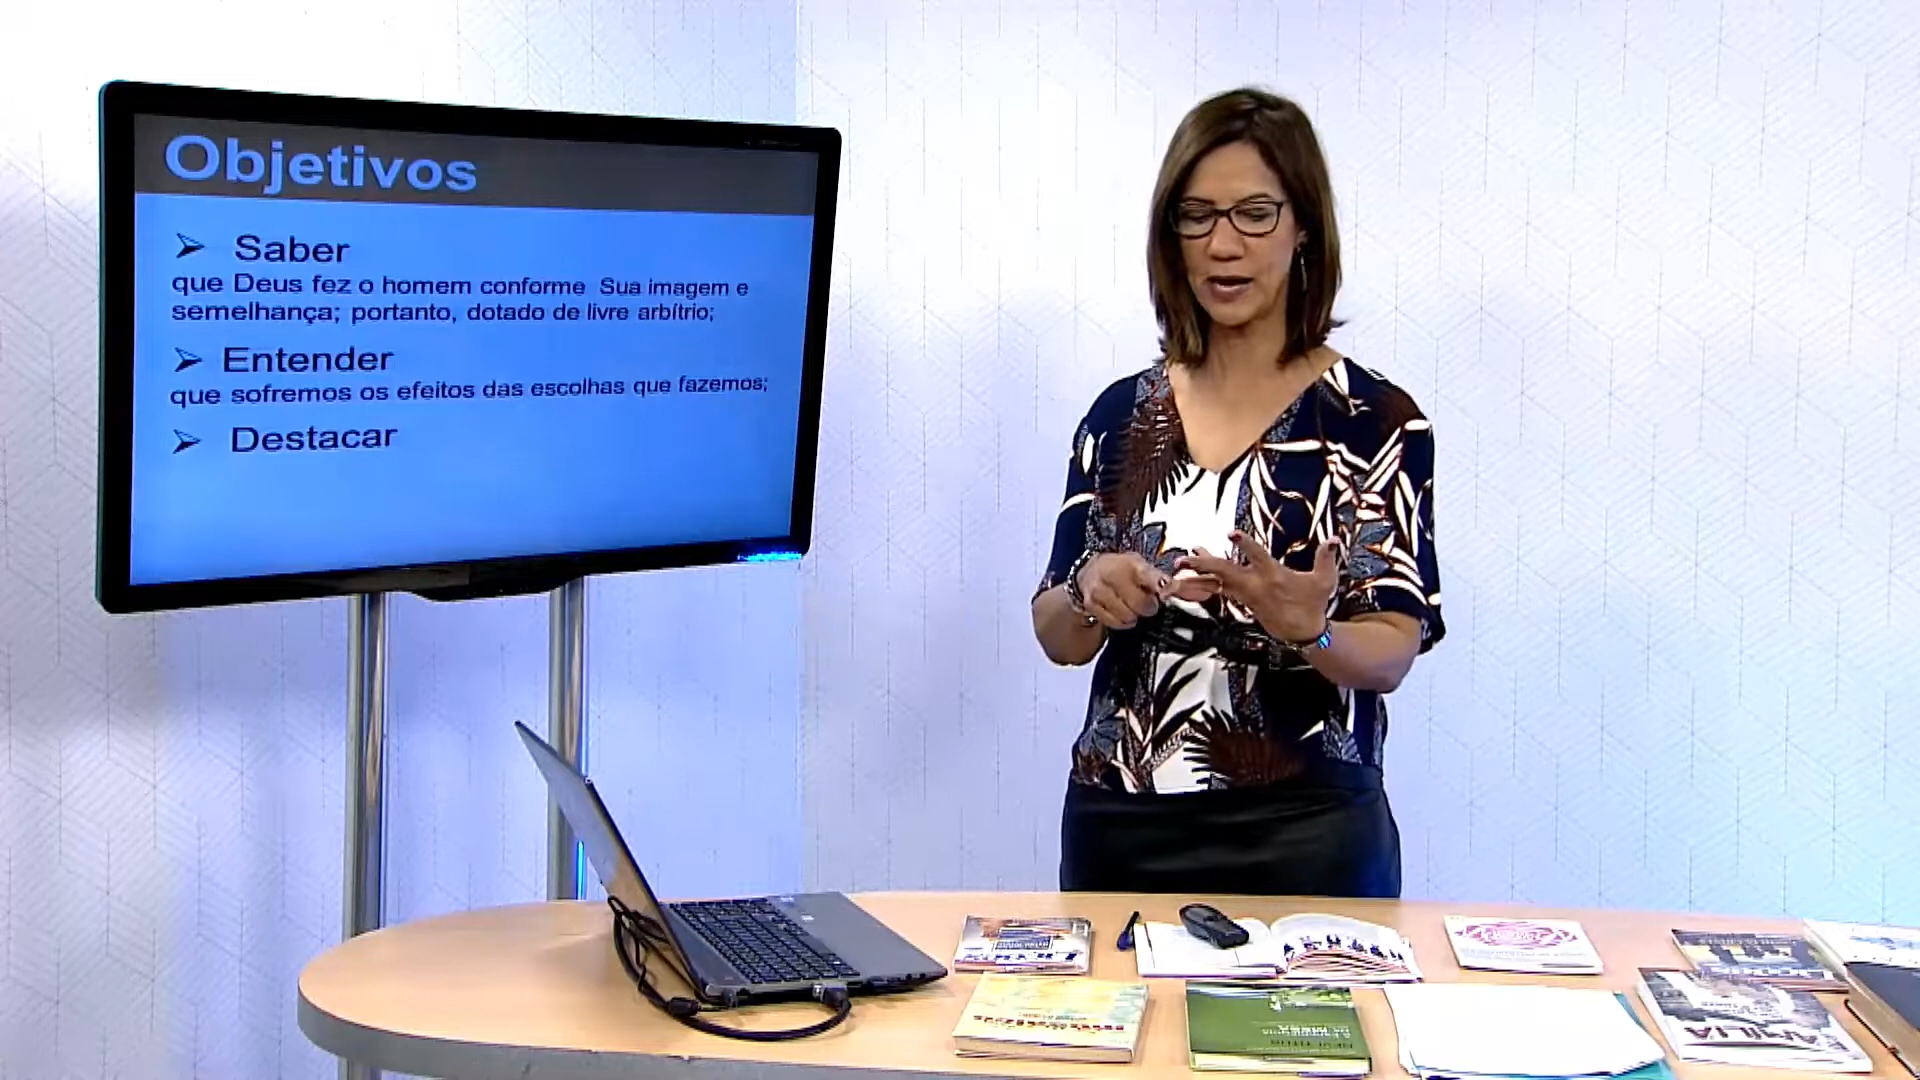 Objetivos
➢ Saber
que Deus fez o homem conforme Sua imagem e
semelhança; portanto, dotado de livre arbítrio;
➢ Entender
que sofremos os efeitos das escolhas que fazemos;
➢ Destacar